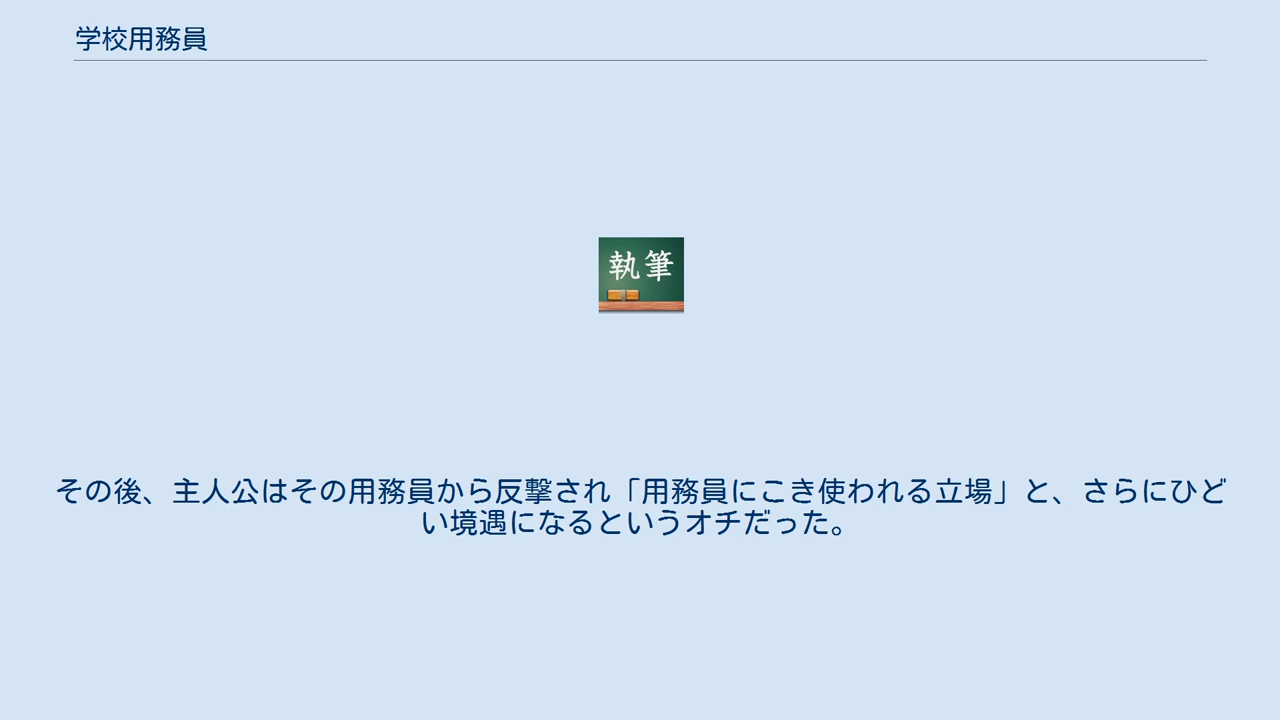 学校用務員
執筆
その後、主人公はその用務員から反撃され「用務員にこき使われる立場」と、さらにひど
い境遇になるというオチだった。